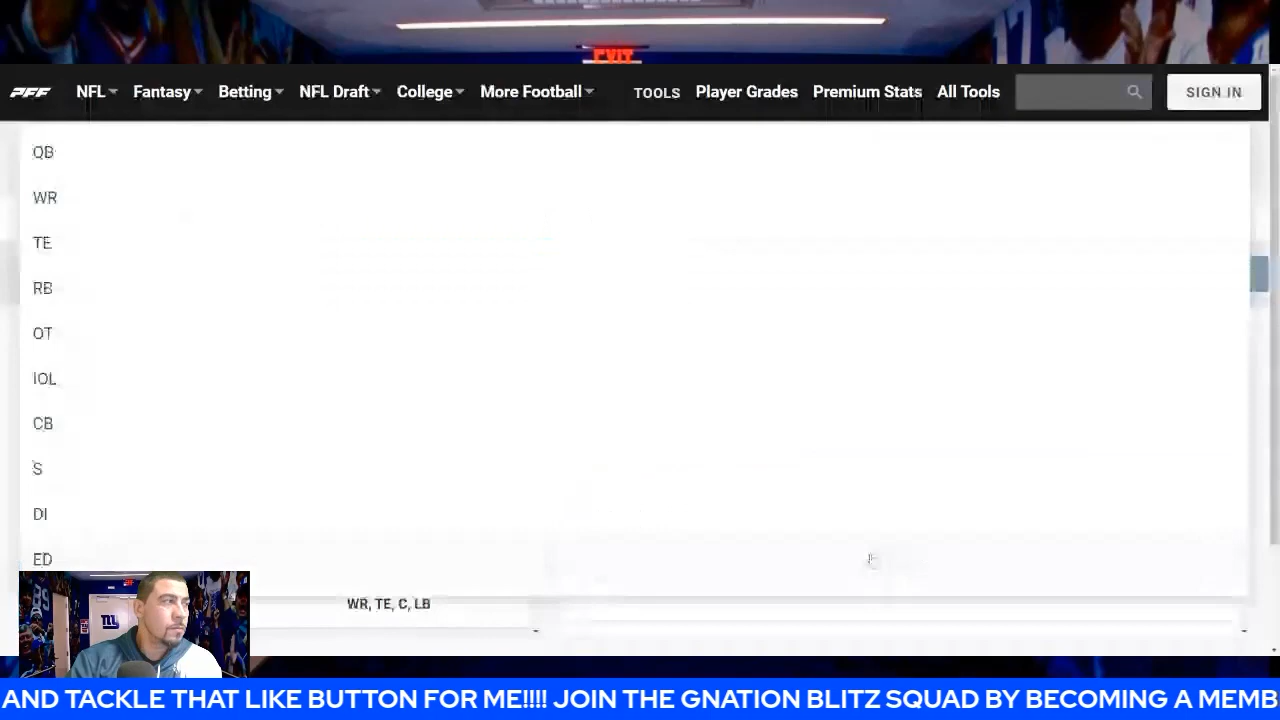 EXIT
PFF NFL Fantasy Betting NFL Draft College More Football TOOLS Player Grades Premium Stats All Tools SIGN IN
QB
WR
TE
RB
OT
IOL
CB
S
DI
ED
WR, TE, C, LB
ny
AND TACKLE THAT LIKE BUTTON FOR ME!!!! JOIN THE GNATION BLITZ SQUAD BY BECOMING A MEMB